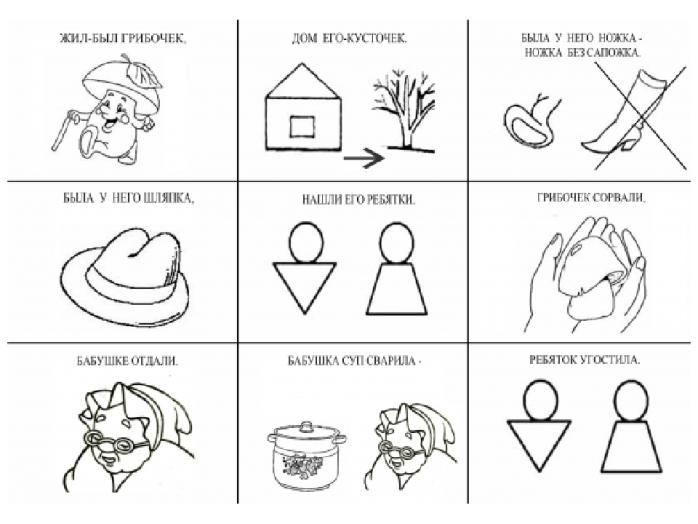 ЖИЛ-БЫЛ ГРИБОЧЕК,
ДОМ ЕГО-КУСТОЧЕК.
БЫЛА У НЕГО НОЖКА -
НОЖКА БЕЗ САПОЖКА.
БЫЛА У НЕГО ШЛЯПКА,
НАШЛИ ЕГО РЕБЯТКИ.
ГРИБОЧЕК СОРВАЛИ,
БАБУШКЕ ОТДАЛИ.
БАБУШКА СУП СВАРИЛА -
РЕБЯТОК УГОСТИЛА.